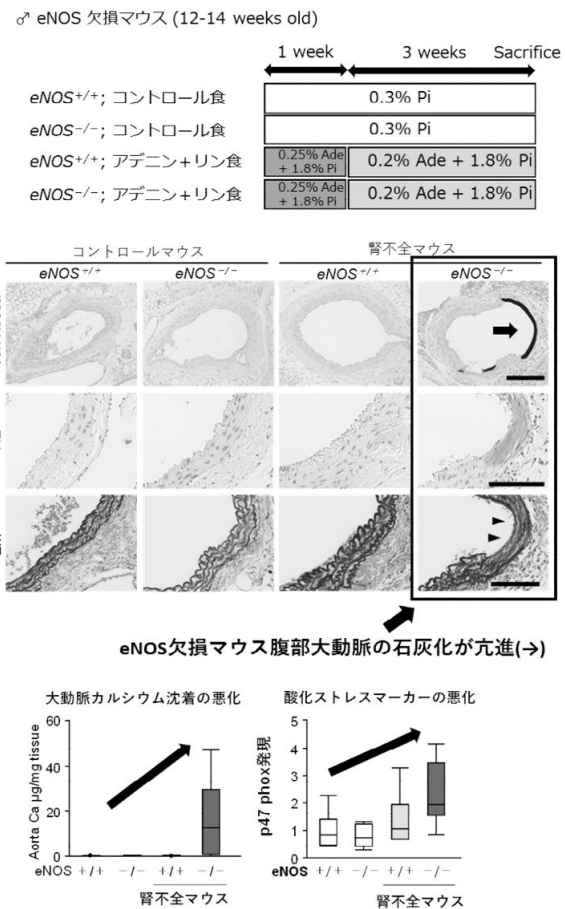 ♂ eNOS 欠損マウス (12-14 weeks old)
1 week 3 weeks Sacrifice
eNOS+/+; コントロール食 0.3% Pi
eNOS−/−; コントロール食 0.3% Pi
eNOS+/+; アデニン＋リン食 0.25% Ade + 1.8% Pi 0.2% Ade + 1.8% Pi
eNOS−/−; アデニン＋リン食 0.25% Ade + 1.8% Pi 0.2% Ade + 1.8% Pi
コントロールマウス 腎不全マウス
eNOS+/+ eNOS−/− eNOS+/+ eNOS−/−
eNOS欠損マウス腹部大動脈の石灰化が亢進(→)
大動脈カルシウム沈着の悪化
Aorta Ca μg/mg tissue
60
40
20
0
eNOS +/+ −/− +/+ −/−
腎不全マウス
酸化ストレスマーカーの悪化
p47 phox発現
5
4
3
2
1
0
eNOS +/+ −/− +/+ −/−
腎不全マウス